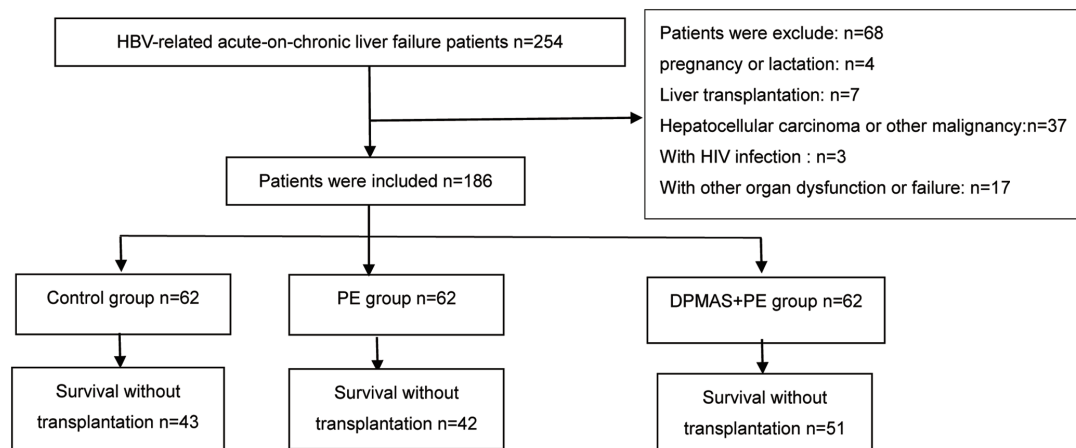 HBV-related acute-on-chronic liver failure patients n=254
Patients were exclude: n=68
pregnancy or lactation: n=4
Liver transplantation: n=7
Hepatocellular carcinoma or other malignancy:n=37
With HIV infection : n=3
With other organ dysfunction or failure: n=17
Patients were included n=186
Control group n=62
PE group n=62
DPMAS+PE group n=62
Survival without
transplantation n=43
Survival without
transplantation n=42
Survival without
transplantation n=51